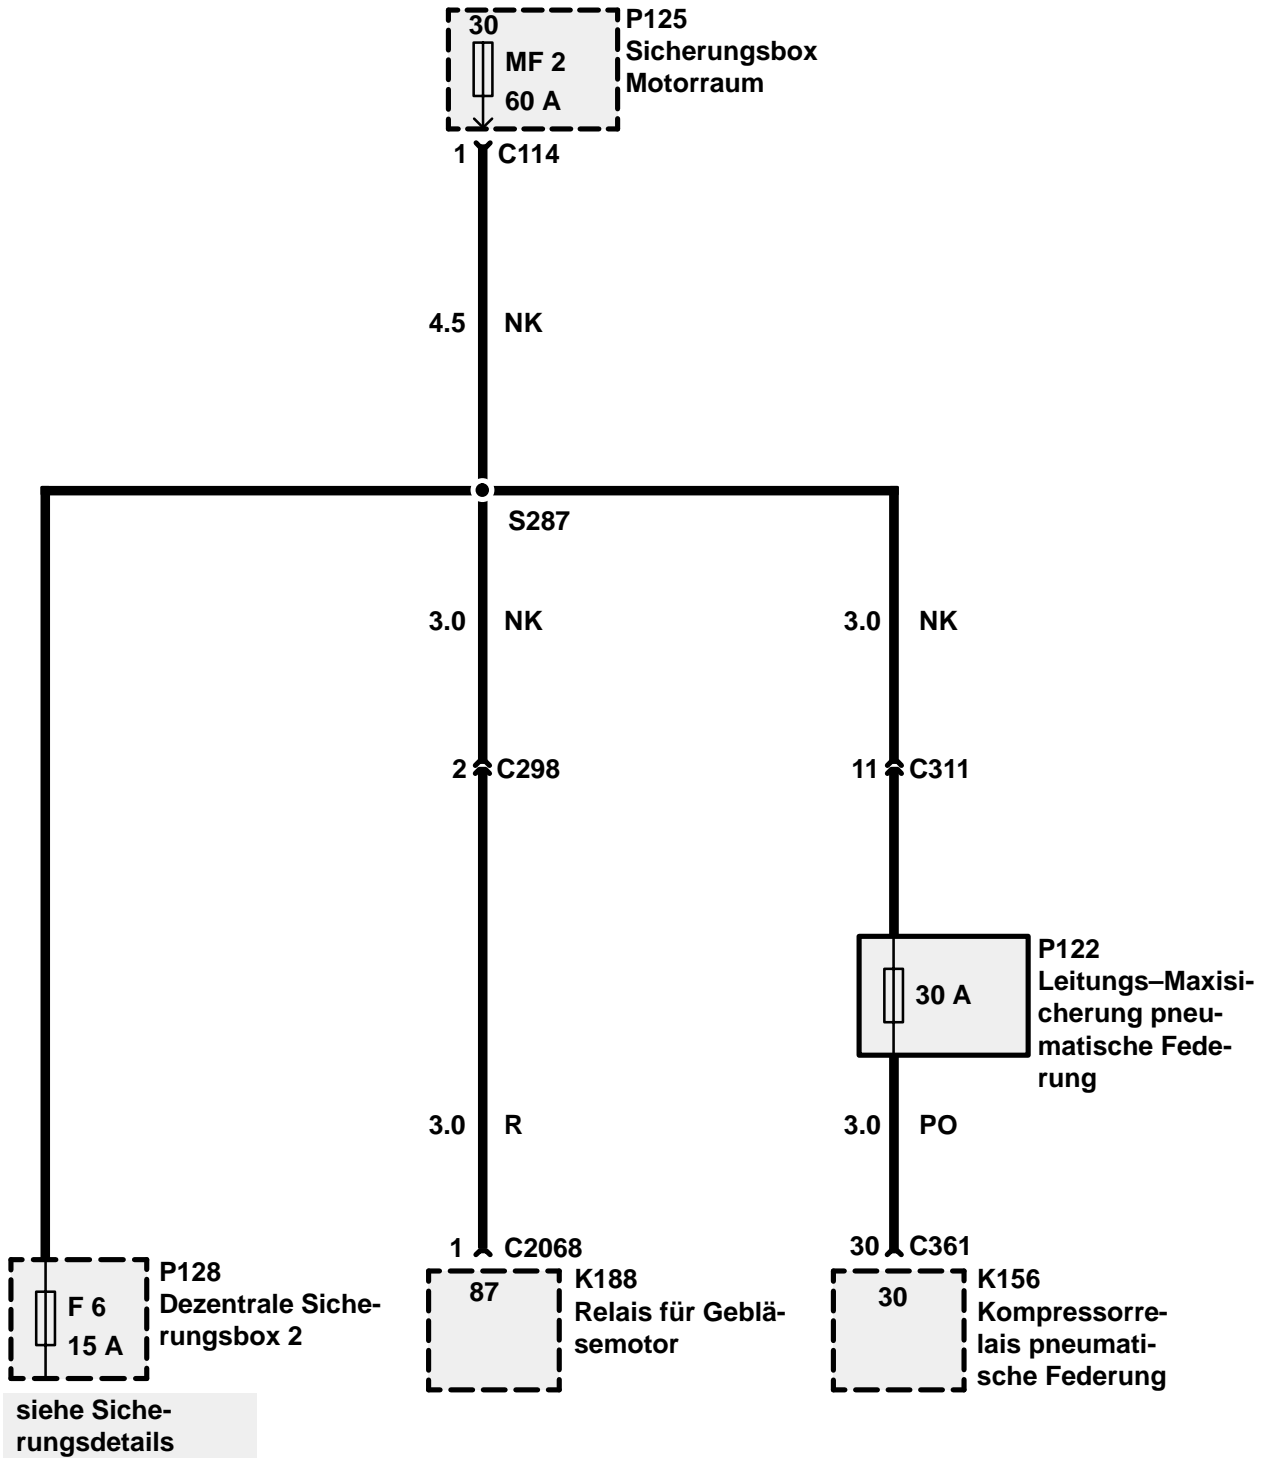 30
MF 2
60 A
P125
Sicherungsbox
Motorraum
1 C114
4.5 NK
S287
3.0 NK
3.0 NK
2 C298
11 C311
30 A
P122
Leitungs–Maxisi-
cherung pneu-
matische Fede-
rung
3.0 R
3.0 PO
1 C2068
30 C361
F 6
15 A
P128
Dezentrale Siche-
rungsbox 2
87
K188
Relais für Geblä-
semotor
30
K156
Kompressorre-
lais pneumati-
sche Federung
siehe Siche-
rungsdetails